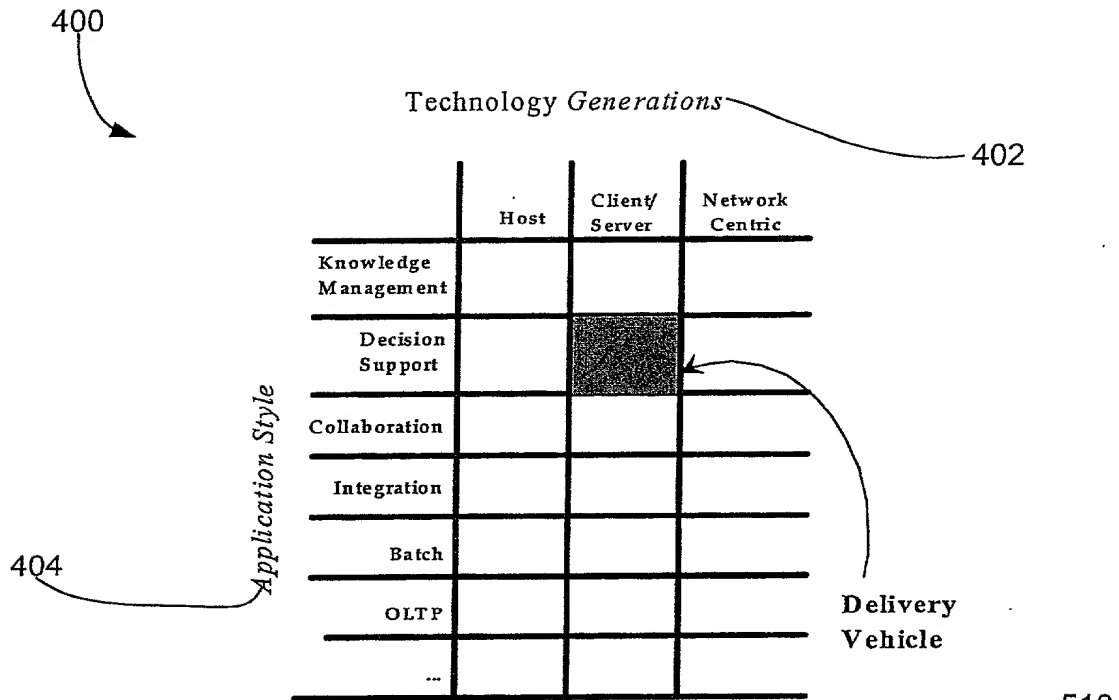 400
Technology Generations
402
Host
Client/
Server
Network
Centric
Knowledge
Management
Decision
Support
Collaboration
Integration
Batch
OLTP
...
Application Style
404
Delivery
Vehicle